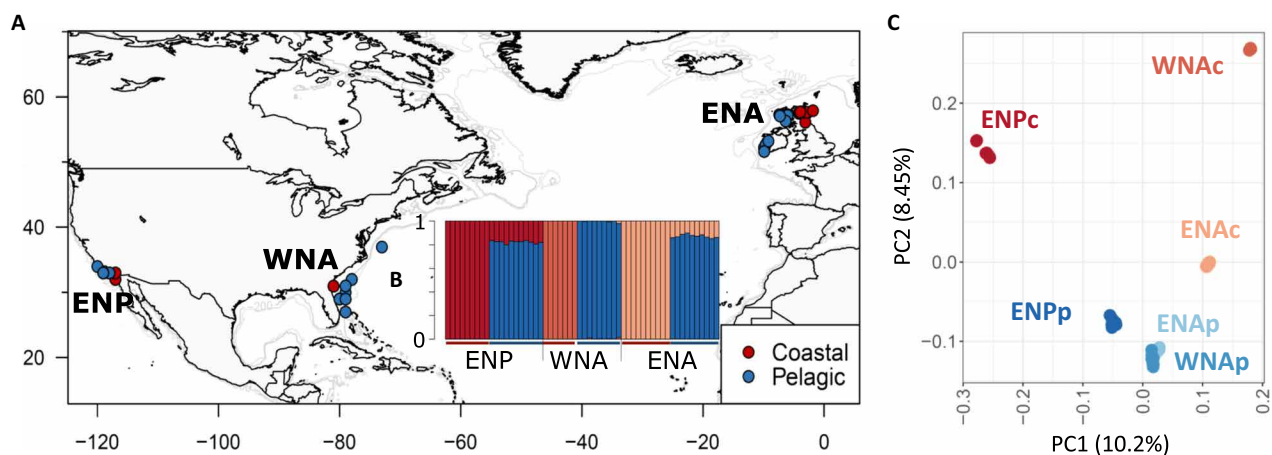 A
60
40
20
−120
−100
−80
−60
−40
−20
0
ENP
WNA
ENA
B
1
0
ENP
WNA
ENA
Coastal
Pelagic
C
PC2 (8.45%)
0.2
0.1
0.0
−0.1
−0.3
−0.2
−0.1
0.0
0.1
0.2
PC1 (10.2%)
WNAc
ENPc
ENAc
ENPp
ENAp
WNAp